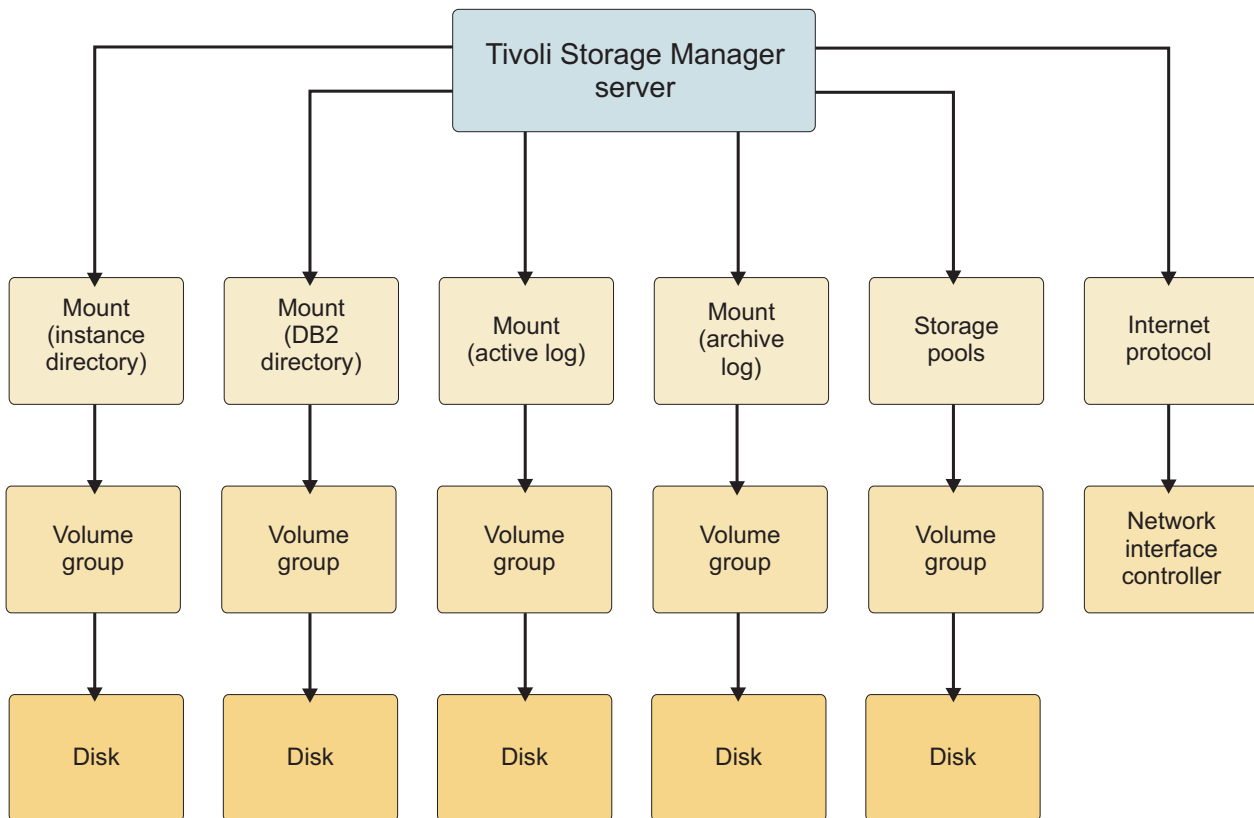 Tivoli Storage Manager
server
Mount
(instance
directory)
Mount
(DB2
directory)
Mount
(active log)
Mount
(archive
log)
Storage
pools
Internet
protocol
Volume
group
Volume
group
Volume
group
Volume
group
Volume
group
Network
interface
controller
Disk
Disk
Disk
Disk
Disk